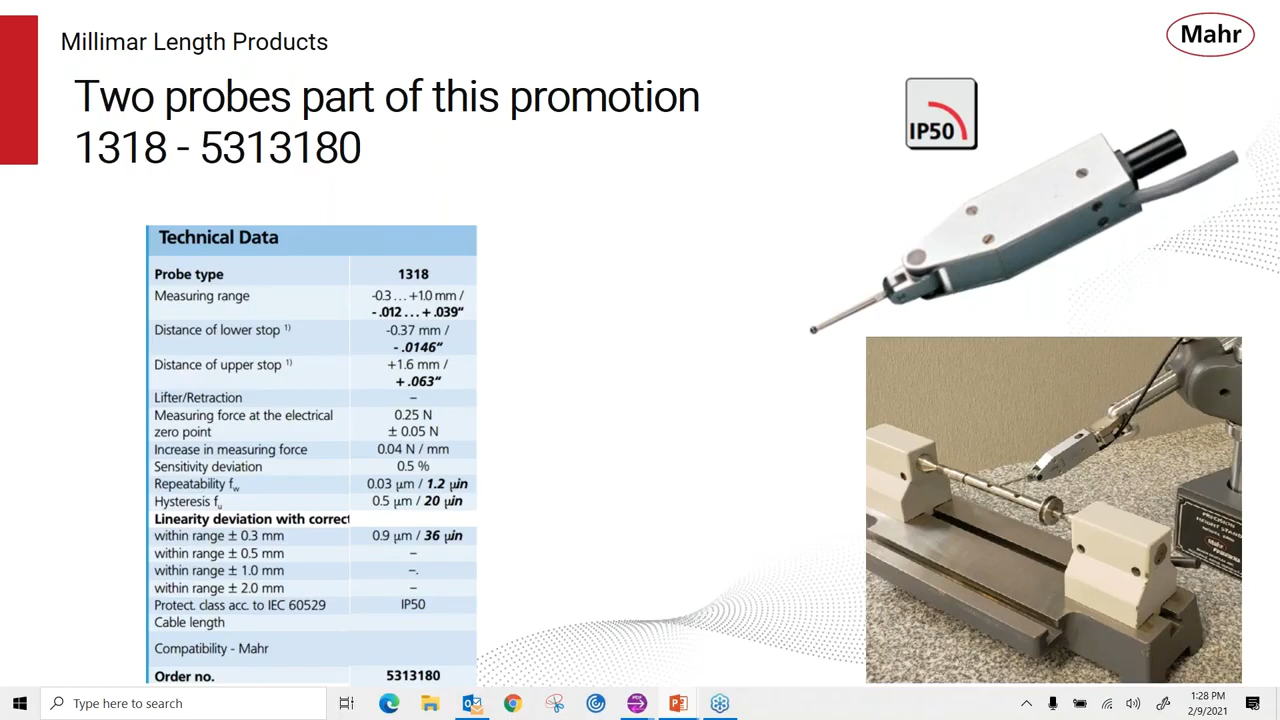 Millimar Length Products
Mahr
Two probes part of this promotion
1318 - 5313180
IP50
Technical Data
Probe type 1318
Measuring range -0.3 … +1.0 mm /
- .012 … + .039“
Distance of lower stop 1) -0.37 mm /
- .0146“
Distance of upper stop 1) +1.6 mm /
+ .063“
Lifter/Retraction –
Measuring force at the electrical 0.25 N
zero point ± 0.05 N
Increase in measuring force 0.04 N / mm
Sensitivity deviation 0.5 %
Repeatability fw 0.03 µm / 1.2 µin
Hysteresis fu 0.5 µm / 20 µin
Linearity deviation with correct
within range ± 0.3 mm 0.9 µm / 36 µin
within range ± 0.5 mm –
within range ± 1.0 mm –.
within range ± 2.0 mm –
Protect. class acc. to IEC 60529 IP50
Cable length
Compatibility - Mahr
Order no. 5313180
PRECISION
HEIGHT STAND
Mahr
Type here to search
1:28 PM
2/9/2021